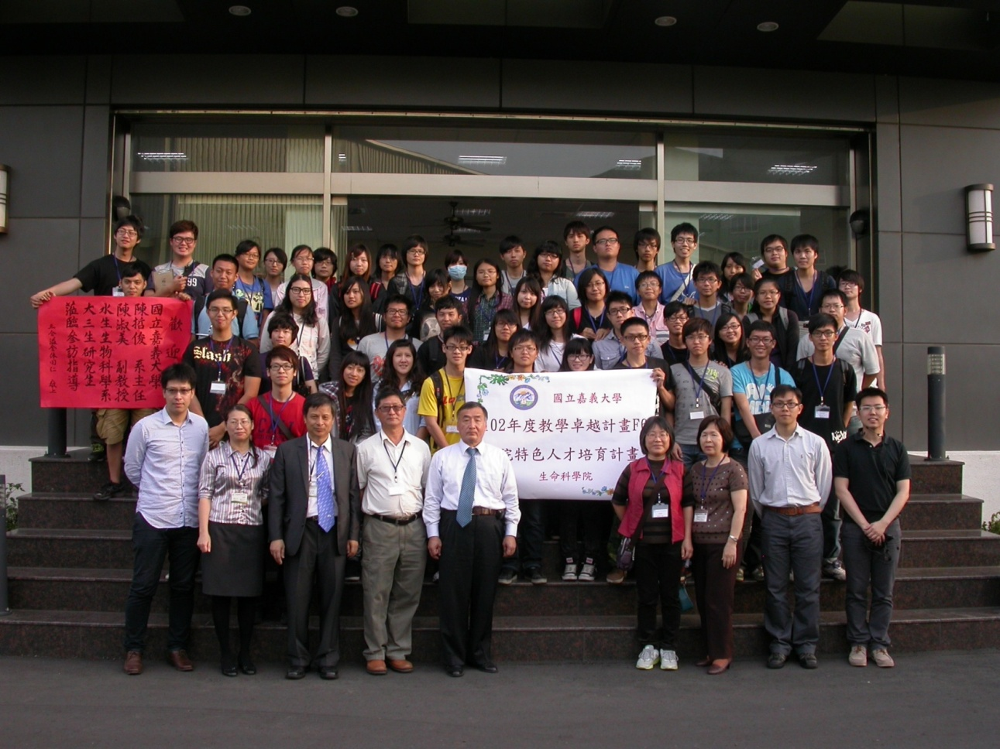 歡迎
國立嘉義大學
陳哲俊 系主任
陳淑美 副教授
水生生物科學系
大三生研究生
蒞臨參訪指導
敬上
國立嘉義大學
02年度教學卓越計畫F
院特色人才培育計畫
生命科學院
Slash
99